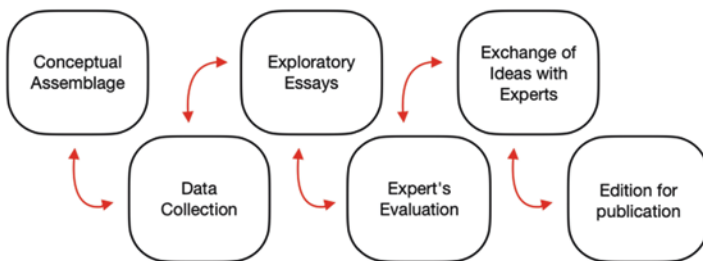 Conceptual
Assemblage
Data
Collection
Exploratory
Essays
Expert's
Evaluation
Exchange of
Ideas with
Experts
Edition for
publication